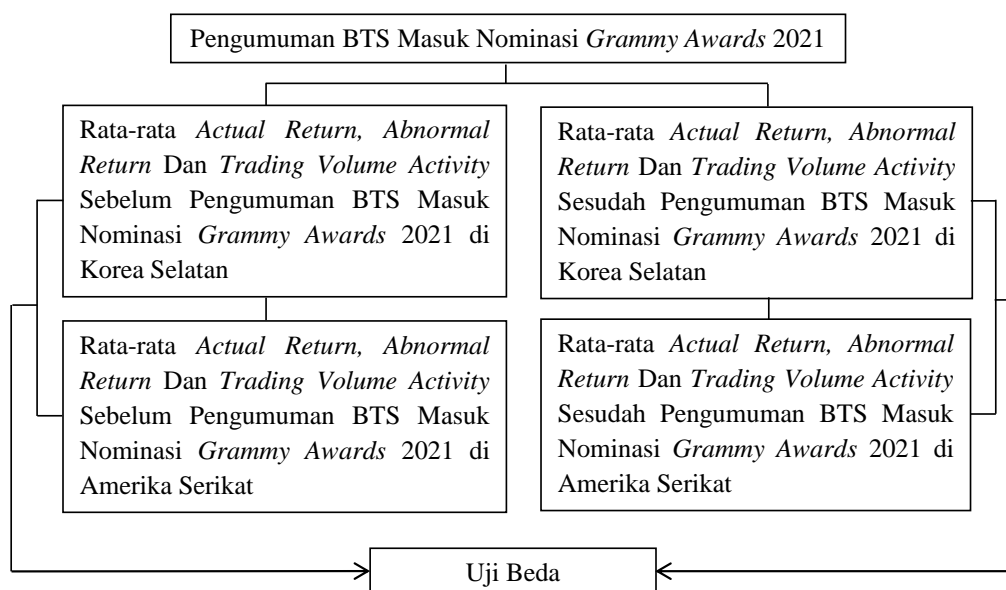 Pengumuman BTS Masuk Nominasi Grammy Awards 2021
Rata-rata Actual Return, Abnormal
Return Dan Trading Volume Activity
Sebelum Pengumuman BTS Masuk
Nominasi Grammy Awards 2021 di
Korea Selatan
Rata-rata Actual Return, Abnormal
Return Dan Trading Volume Activity
Sesudah Pengumuman BTS Masuk
Nominasi Grammy Awards 2021 di
Korea Selatan
Rata-rata Actual Return, Abnormal
Return Dan Trading Volume Activity
Sebelum Pengumuman BTS Masuk
Nominasi Grammy Awards 2021 di
Amerika Serikat
Rata-rata Actual Return, Abnormal
Return Dan Trading Volume Activity
Sesudah Pengumuman BTS Masuk
Nominasi Grammy Awards 2021 di
Amerika Serikat
Uji Beda